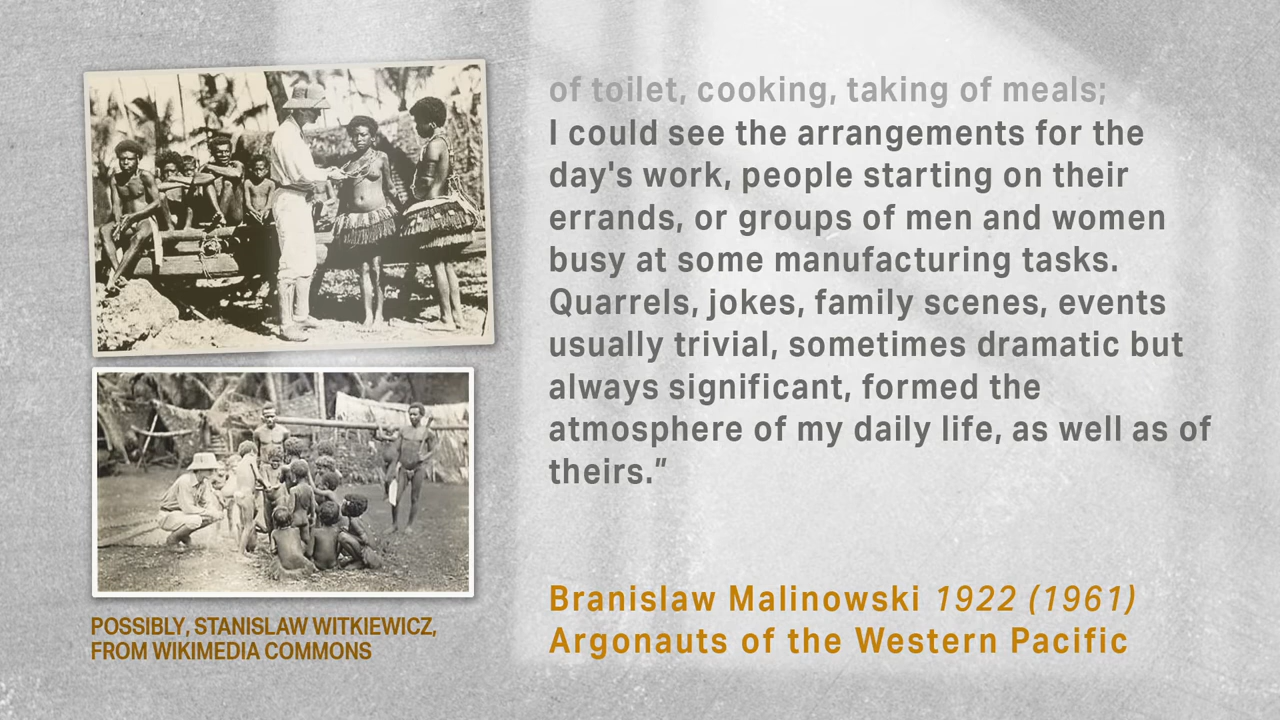 of toilet, cooking, taking of meals;
I could see the arrangements for the
day's work, people starting on their
errands, or groups of men and women
busy at some manufacturing tasks.
Quarrels, jokes, family scenes, events
usually trivial, sometimes dramatic but
always significant, formed the
atmosphere of my daily life, as well as of
theirs.”
Branislaw Malinowski 1922 (1961)
Argonauts of the Western Pacific
POSSIBLY, STANISLAW WITKIEWICZ,
FROM WIKIMEDIA COMMONS